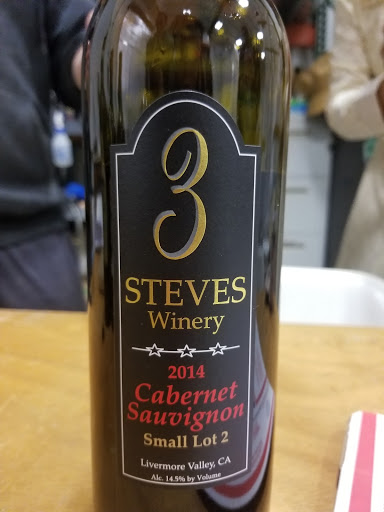 3
STEVES
Winery
2014
Cabernet
Sauvignon
Small Lot 2
Livermore Valley, CA
Alc. 14.5% by Volume